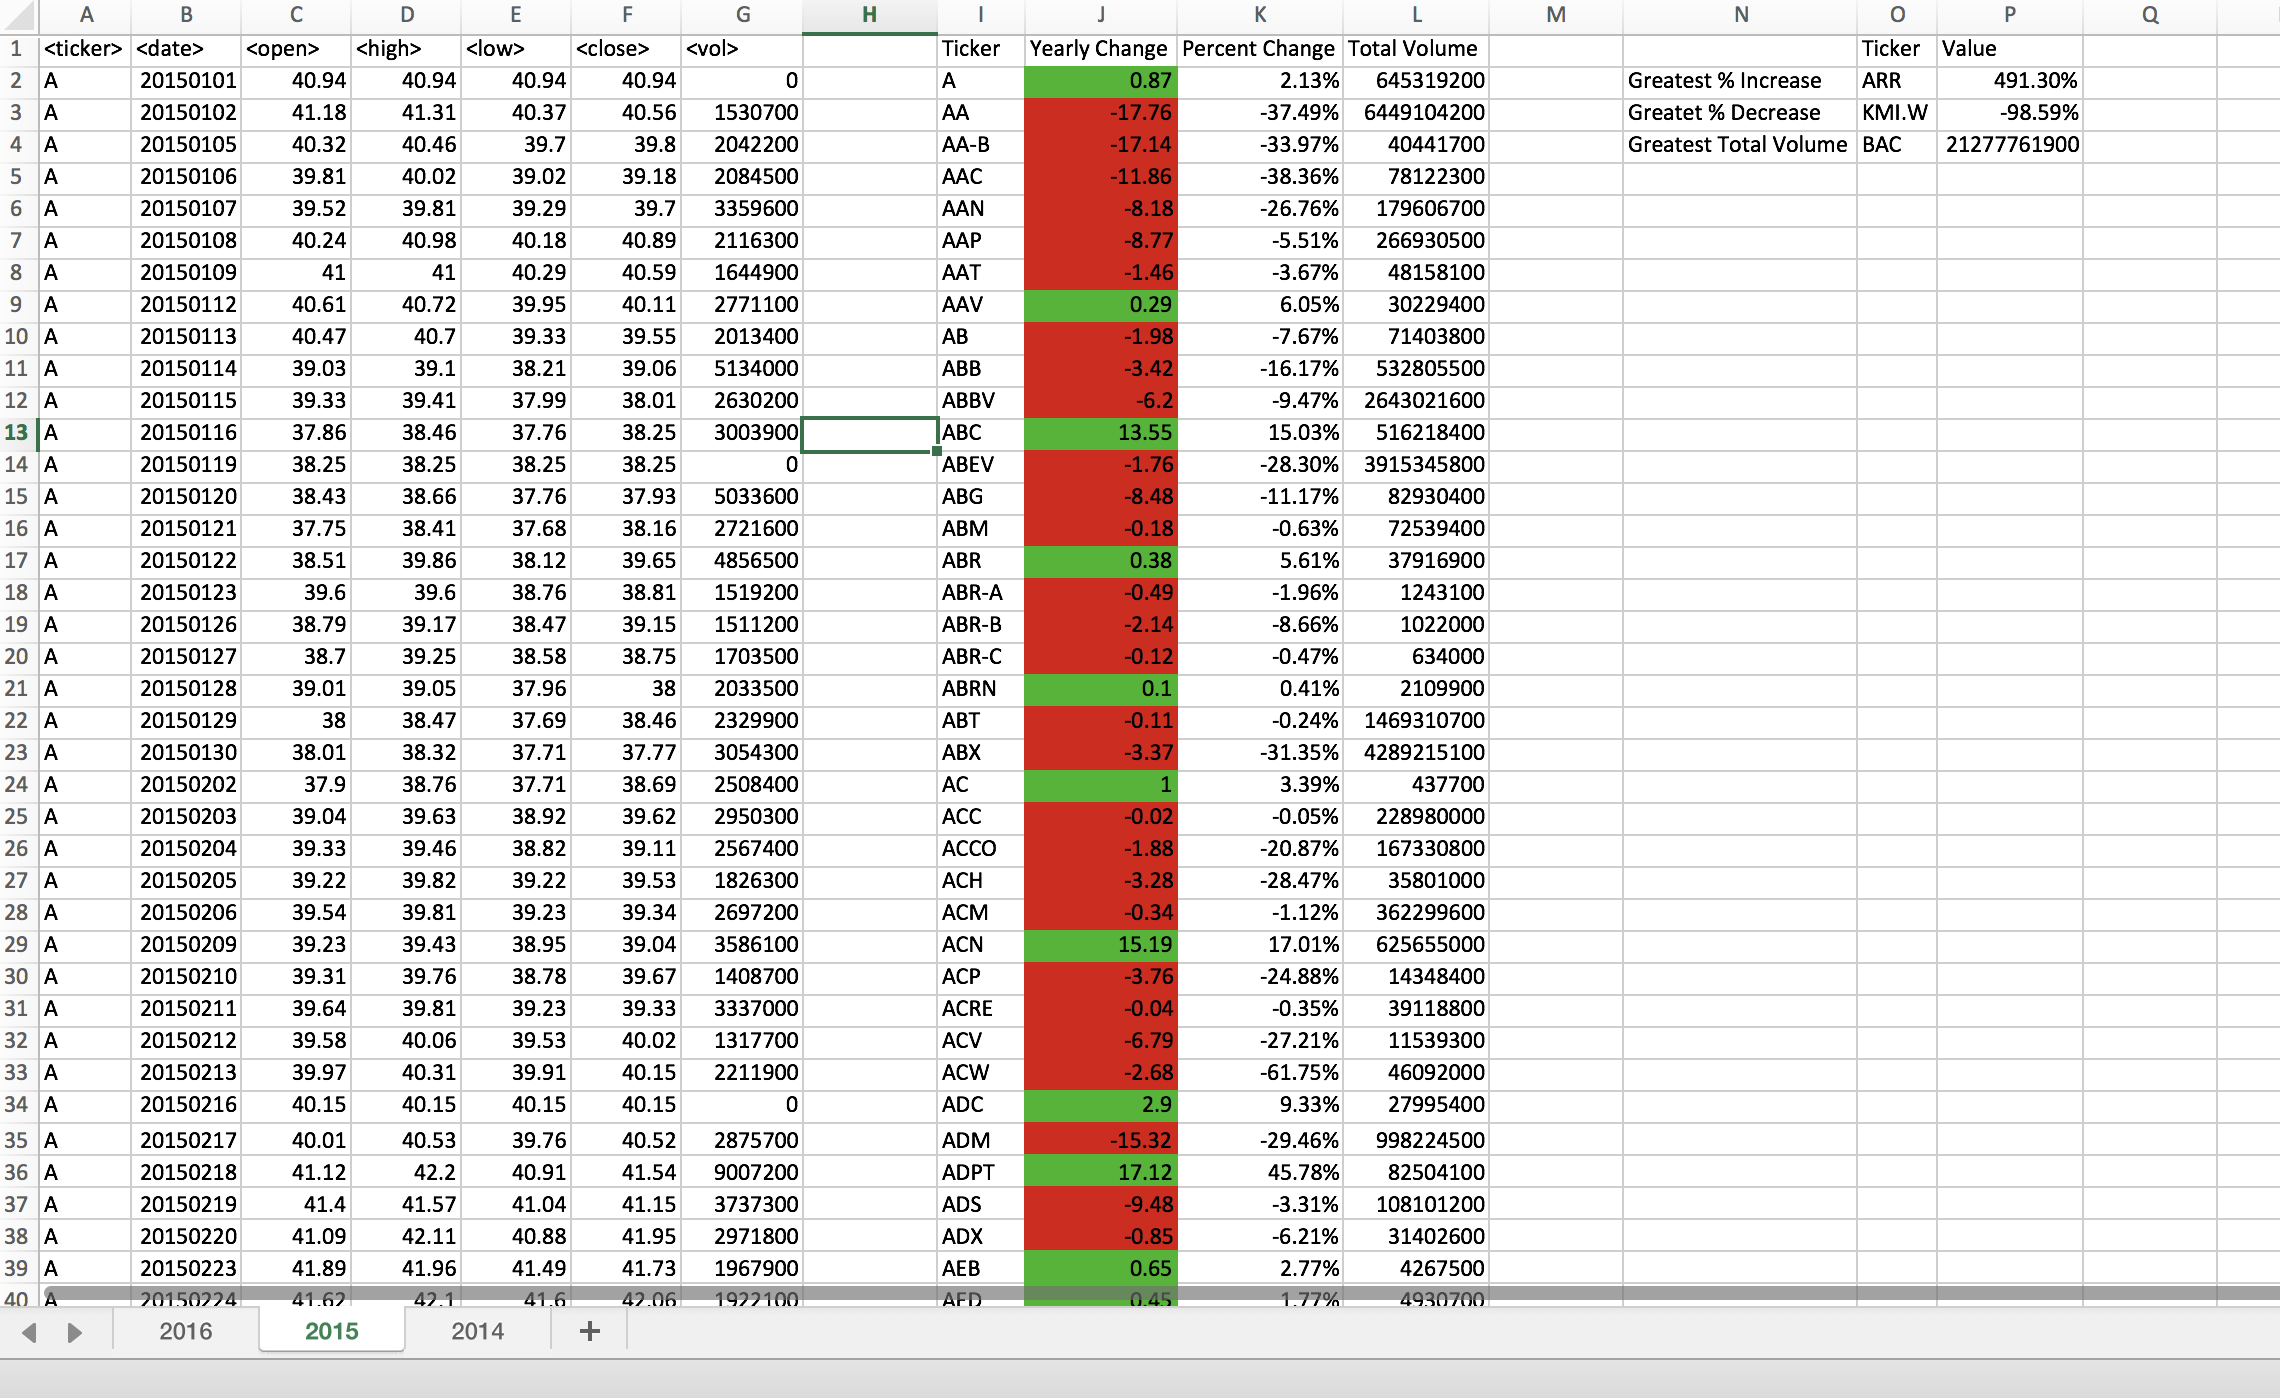 A B C D E F G H I J K L M N O P Q
1 <ticker> <date> <open> <high> <low> <close> <vol> Ticker Yearly Change Percent Change Total Volume Ticker Value
2 A 20150101 40.94 40.94 40.94 40.94 0 A 0.87 2.13% 645319200 Greatest % Increase ARR 491.30%
3 A 20150102 41.18 41.31 40.37 40.56 1530700 AA -17.76 -37.49% 6449104200 Greatet % Decrease KMI.W -98.59%
4 A 20150105 40.32 40.46 39.7 39.8 2042200 AA-B -17.14 -33.97% 40441700 Greatest Total Volume BAC 21277761900
5 A 20150106 39.81 40.02 39.02 39.18 2084500 AAC -11.86 -38.36% 78122300
6 A 20150107 39.52 39.81 39.29 39.7 3359600 AAN -8.18 -26.76% 179606700
7 A 20150108 40.24 40.98 40.18 40.89 2116300 AAP -8.77 -5.51% 266930500
8 A 20150109 41 41 40.29 40.59 1644900 AAT -1.46 -3.67% 48158100
9 A 20150112 40.61 40.72 39.95 40.11 2771100 AAV 0.29 6.05% 30229400
10 A 20150113 40.47 40.7 39.33 39.55 2013400 AB -1.98 -7.67% 71403800
11 A 20150114 39.03 39.1 38.21 39.06 5134000 ABB -3.42 -16.17% 532805500
12 A 20150115 39.33 39.41 37.99 38.01 2630200 ABBV -6.2 -9.47% 2643021600
13 A 20150116 37.86 38.46 37.76 38.25 3003900 ABC 13.55 15.03% 516218400
14 A 20150119 38.25 38.25 38.25 38.25 0 ABEV -1.76 -28.30% 3915345800
15 A 20150120 38.43 38.66 37.76 37.93 5033600 ABG -8.48 -11.17% 82930400
16 A 20150121 37.75 38.41 37.68 38.16 2721600 ABM -0.18 -0.63% 72539400
17 A 20150122 38.51 39.86 38.12 39.65 4856500 ABR 0.38 5.61% 37916900
18 A 20150123 39.6 39.6 38.76 38.81 1519200 ABR-A -0.49 -1.96% 1243100
19 A 20150126 38.79 39.17 38.47 39.15 1511200 ABR-B -2.14 -8.66% 1022000
20 A 20150127 38.7 39.25 38.58 38.75 1703500 ABR-C -0.12 -0.47% 634000
21 A 20150128 39.01 39.05 37.96 38 2033500 ABRN 0.1 0.41% 2109900
22 A 20150129 38 38.47 37.69 38.46 2329900 ABT -0.11 -0.24% 1469310700
23 A 20150130 38.01 38.32 37.71 37.77 3054300 ABX -3.37 -31.35% 4289215100
24 A 20150202 37.9 38.76 37.71 38.69 2508400 AC 1 3.39% 437700
25 A 20150203 39.04 39.63 38.92 39.62 2950300 ACC -0.02 -0.05% 228980000
26 A 20150204 39.33 39.46 38.82 39.11 2567400 ACCO -1.88 -20.87% 167330800
27 A 20150205 39.22 39.82 39.22 39.53 1826300 ACH -3.28 -28.47% 35801000
28 A 20150206 39.54 39.81 39.23 39.34 2697200 ACM -0.34 -1.12% 362299600
29 A 20150209 39.23 39.43 38.95 39.04 3586100 ACN 15.19 17.01% 625655000
30 A 20150210 39.31 39.76 38.78 39.67 1408700 ACP -3.76 -24.88% 14348400
31 A 20150211 39.64 39.81 39.23 39.33 3337000 ACRE -0.04 -0.35% 39118800
32 A 20150212 39.58 40.06 39.53 40.02 1317700 ACV -6.79 -27.21% 11539300
33 A 20150213 39.97 40.31 39.91 40.15 2211900 ACW -2.68 -61.75% 46092000
34 A 20150216 40.15 40.15 40.15 40.15 0 ADC 2.9 9.33% 27995400
35 A 20150217 40.01 40.53 39.76 40.52 2875700 ADM -15.32 -29.46% 998224500
36 A 20150218 41.12 42.2 40.91 41.54 9007200 ADPT 17.12 45.78% 82504100
37 A 20150219 41.4 41.57 41.04 41.15 3737300 ADS -9.48 -3.31% 108101200
38 A 20150220 41.09 42.11 40.88 41.95 2971800 ADX -0.85 -6.21% 31402600
39 A 20150223 41.89 41.96 41.49 41.73 1967900 AEB 0.65 2.77% 4267500
40 A 20150224 41.62 42.1 41.6 42.06 1922100 AED 0.45 1.77% 4930700
2016 2015 2014 +